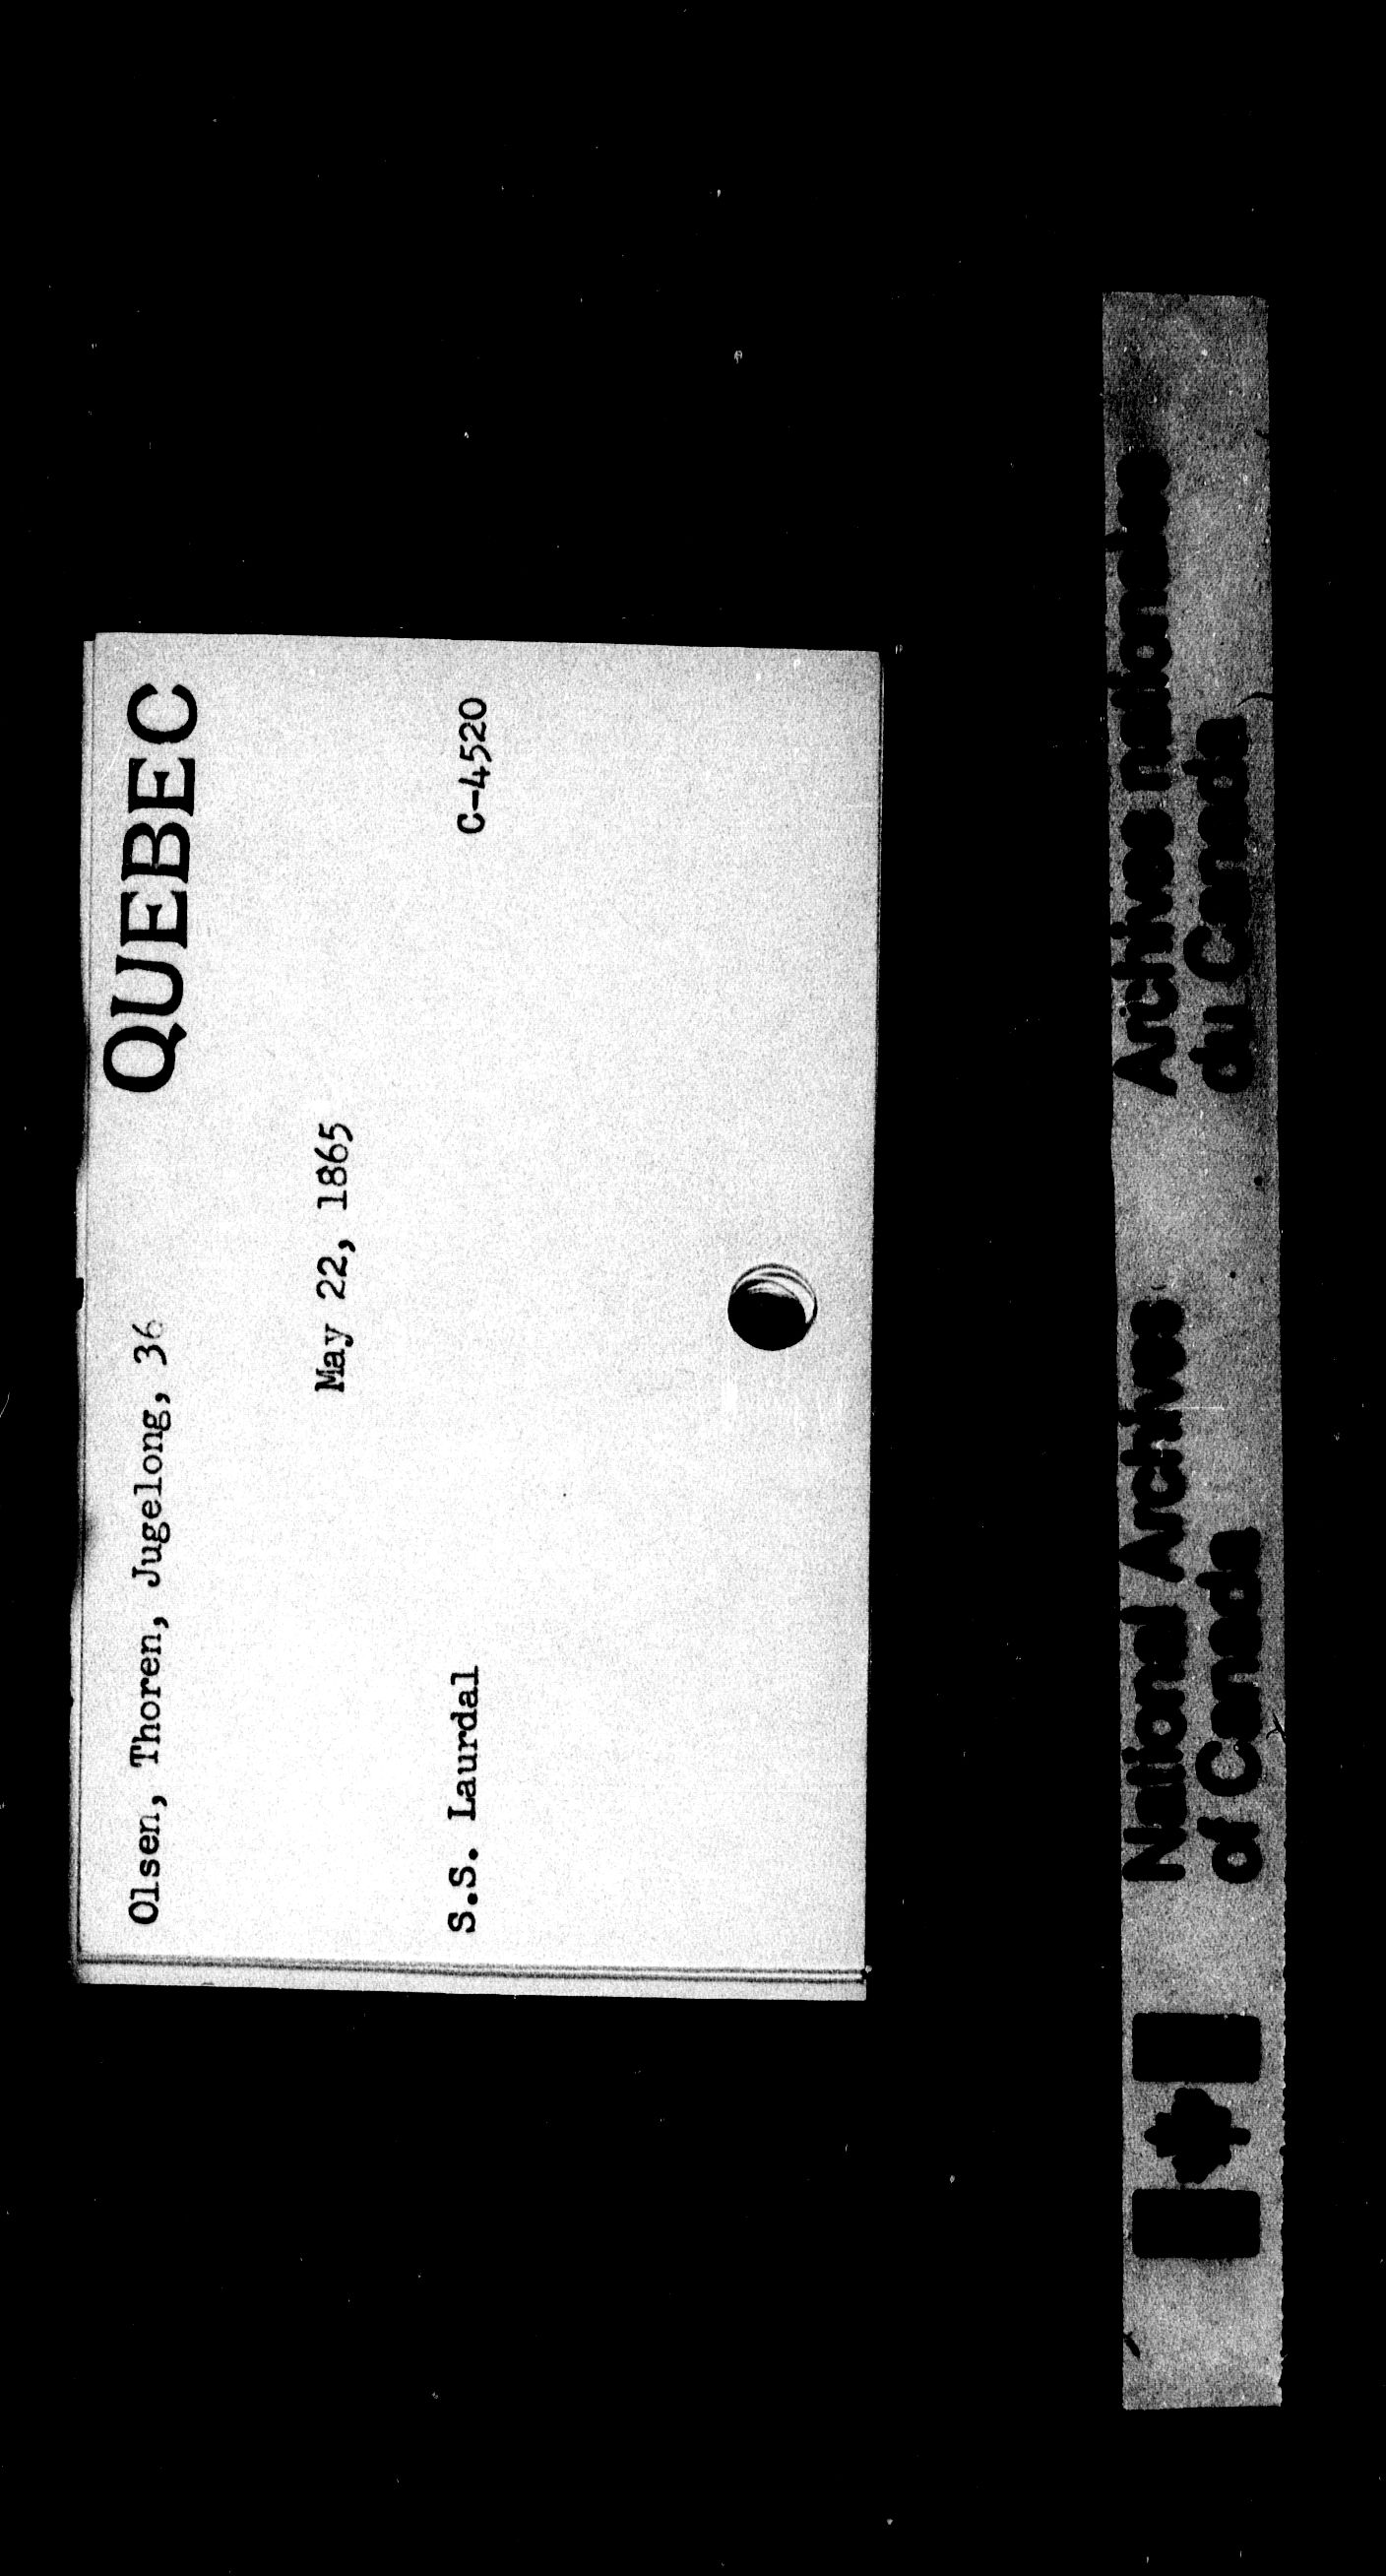 Olsen, Thoren, Jugelong, 36 QUEBEC
May 22, 1865
S.S. Laurdal C-4520
National Archives Archives nationales
of Canada du Canada